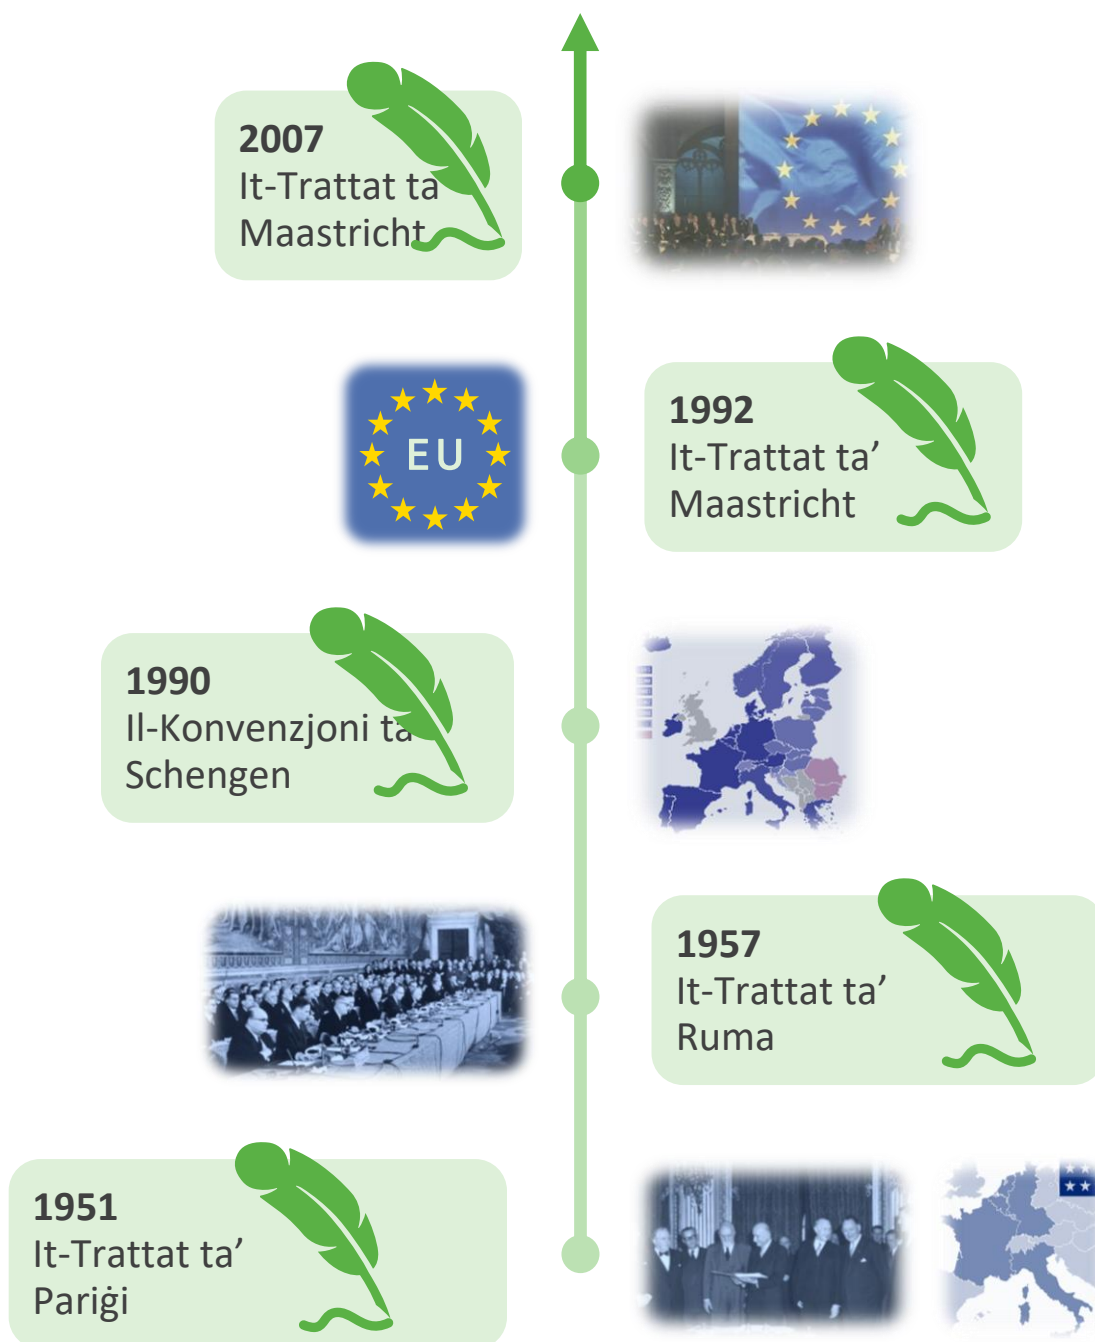 2007
It-Trattat ta
Maastricht
EU
1992
It-Trattat ta’
Maastricht
1990
Il-Konvenzjoni ta
Schengen
1957
It-Trattat ta’
Ruma
1951
It-Trattat ta’
Pariġi